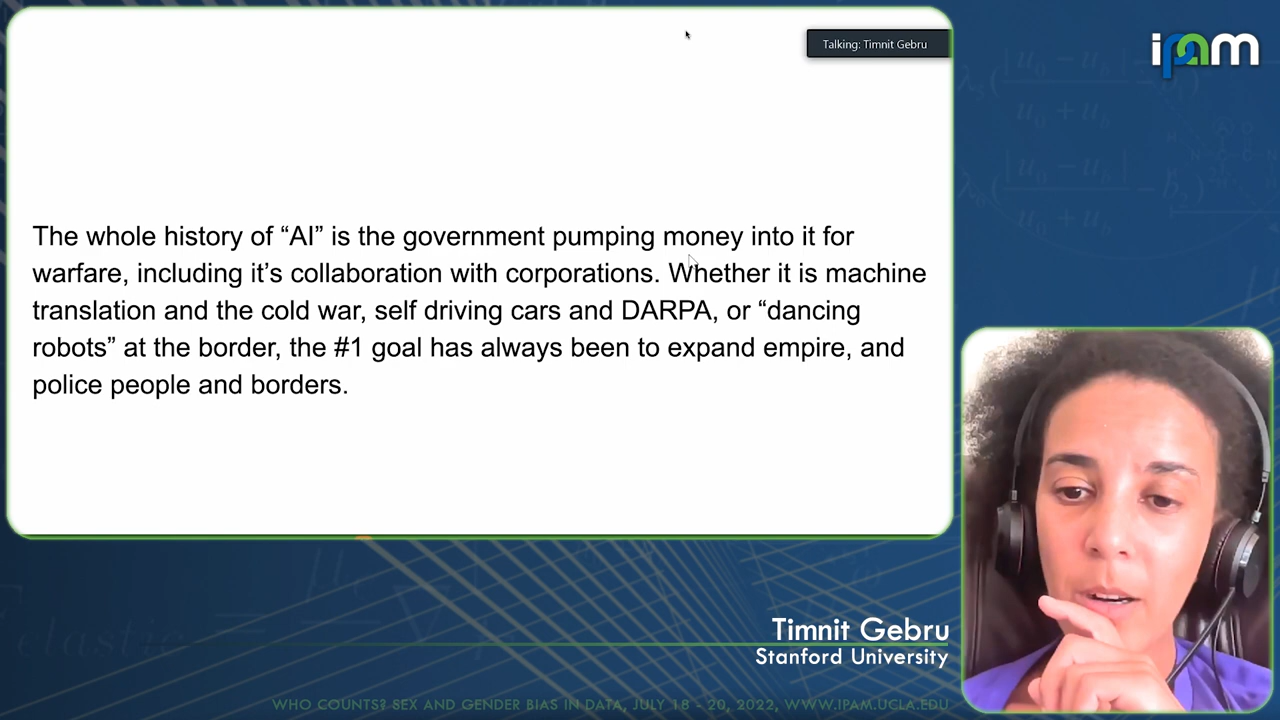 Talking: Timnit Gebru
ipam
The whole history of “AI” is the government pumping money into it for
warfare, including it’s collaboration with corporations. Whether it is machine
translation and the cold war, self driving cars and DARPA, or “dancing
robots” at the border, the #1 goal has always been to expand empire, and
police people and borders.
Timnit Gebru
Stanford University
WHO COUNTS? SEX AND GENDER BIAS IN DATA, JULY 18 - 20, 2022, WWW.IPAM.UCLA.EDU
elastic